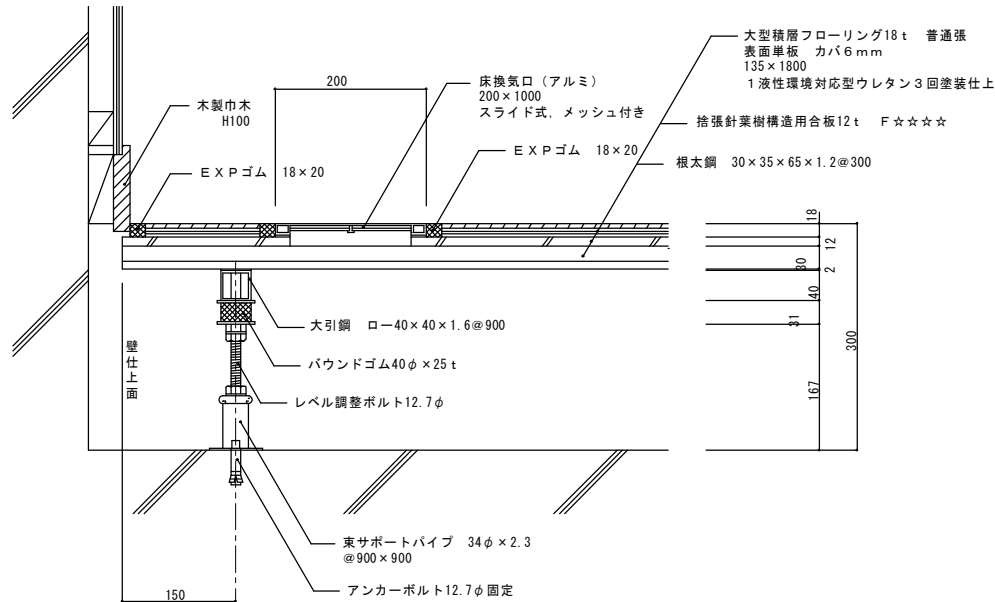 大型積層フローリング18ｔ　普通張
表面単板　カバ６ｍｍ
135×1800
１液性環境対応型ウレタン３回塗装仕上
捨張針葉樹構造用合板12ｔ　Ｆ☆☆☆☆
根太鋼　30×35×65×1.2@300
200
床換気口（アルミ）
200×1000
スライド式，メッシュ付き
木製巾木
H100
ＥＸＰゴム　18×20
ＥＸＰゴム　18×20
18
12
30
2
40
31
167
300
大引鋼　ロー40×40×1.6@900
バウンドゴム40φ×25ｔ
レベル調整ボルト12.7φ
壁仕上面
束サポートパイプ　34φ×2.3
@900×900
アンカーボルト12.7φ固定
150